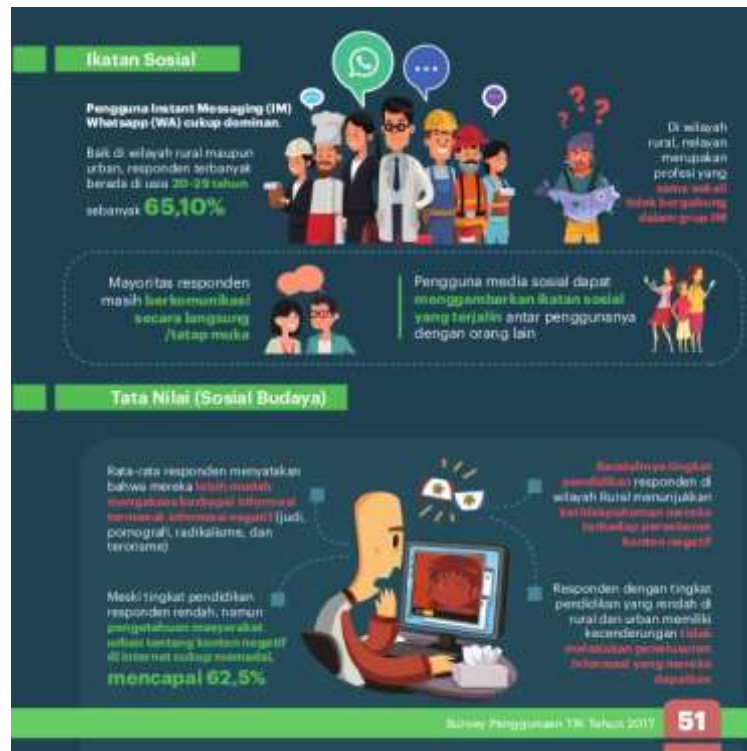 Ikatan Sosial
Pengguna Instant Messaging (IM)
Whatsapp (WA) cukup dominan.
Baik di wilayah rural maupun
urban, responden terbanyak
berada di usia 20-29 tahun
sebanyak 65,10%
Di wilayah
rural, nelayan
merupakan
profesi yang
sama sekali
tidak bergabung
dalam grup IM
Mayoritas responden
masih berkomunikasi
secara langsung
/tatap muka
Pengguna media sosial dapat
menggambarkan ikatan sosial
yang terjalin antar penggunanya
dengan orang lain
Tata Nilai (Sosial Budaya)
Rata-rata responden menyatakan
bahwa mereka lebih mudah
mengakses berbagai informasi
termasuk informasi negatif (judi,
pornografi, radikalisme, dan
terorisme)
Meski tingkat pendidikan
responden rendah, namun
pengetahuan masyarakat
urban tentang konten negatif
di internet cukup memadai,
mencapai 62,5%
Rendahnya tingkat
pendidikan responden di
wilayah Rural menunjukkan
ketidakpahaman mereka
terhadap peredaran
konten negatif
Responden dengan tingkat
pendidikan yang rendah di
rural dan urban memiliki
kecenderungan tidak
melakukan penelusuran
informasi yang mereka
dapatkan
Survey Penggunaan TIK Tahun 2017
51